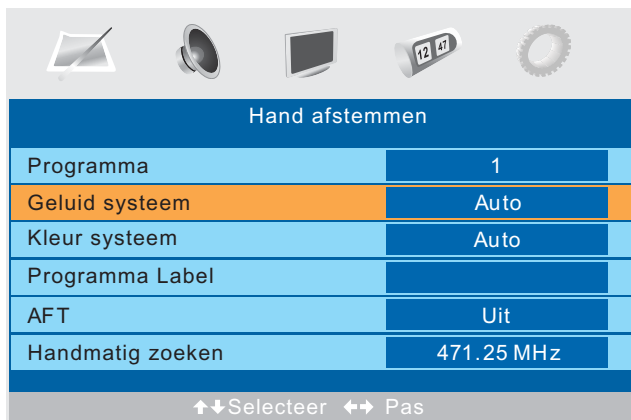 12 47
Hand afstemmen
Programma 1
Geluid systeem Auto
Kleur systeem Auto
Programma Label
AFT Uit
Handmatig zoeken 471.25 MHz
Selecteer Pas